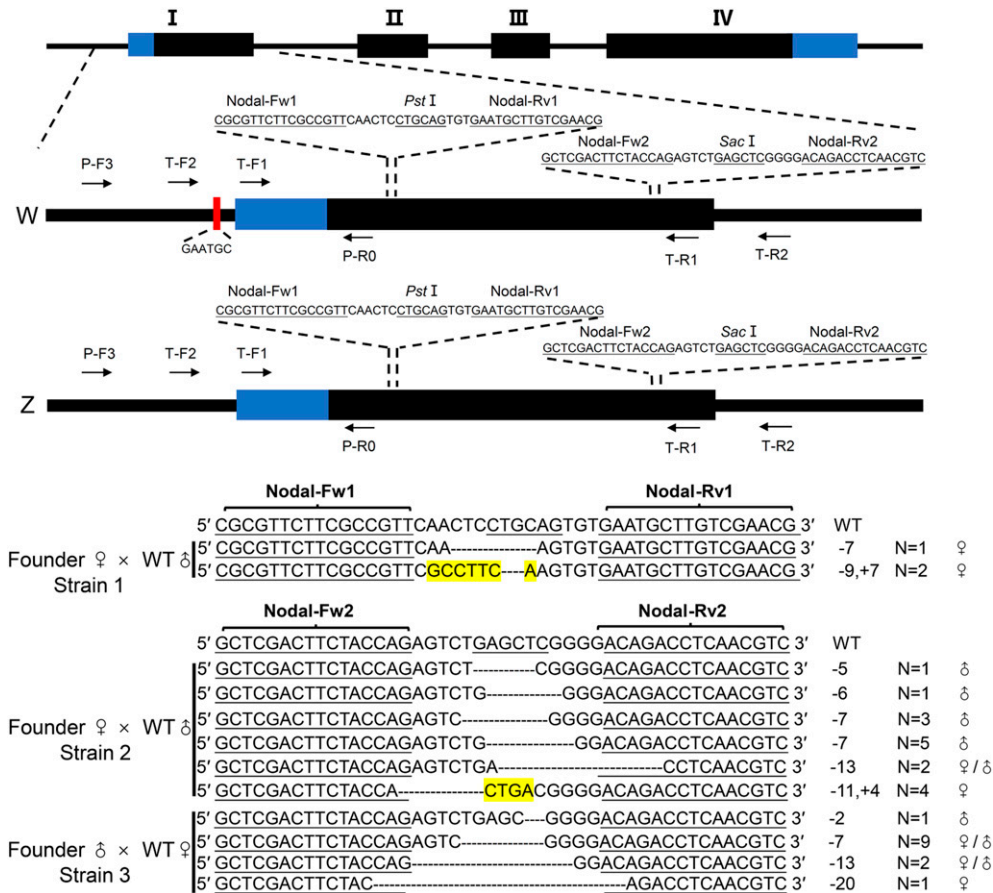 I II III IV
Nodal-Fw1 Pst I Nodal-Rv1
CGCGTTCTTCGCCGTTCAACTCCTGCAGTGTGAATGCTTGTCGAACG
Nodal-Fw2 Sac I Nodal-Rv2
GCTCGACTTCTACCAGAGTCTGAGCTCGGGGACAGACCTCAACGTC
P-F3 T-F2 T-F1
W
GAATGC
P-R0 T-R1 T-R2
Nodal-Fw1 Pst I Nodal-Rv1
CGCGTTCTTCGCCGTTCAACTCCTGCAGTGTGAATGCTTGTCGAACG
Nodal-Fw2 Sac I Nodal-Rv2
GCTCGACTTCTACCAGAGTCTGAGCTCGGGGACAGACCTCAACGTC
P-F3 T-F2 T-F1
Z
P-R0 T-R1 T-R2
Nodal-Fw1 Nodal-Rv1
5′ CGCGTTCTTCGCCGTTCAACTCCTGCAGTGTGAATGCTTGTCGAACG 3′ WT
Founder ♀ × WT ♂
Strain 1
5′ CGCGTTCTTCGCCGTTCAA---------------AGTGTGAATGCTTGTCGAACG 3′ -7 N=1 ♀
5′ CGCGTTCTTCGCCGTTCGCCTTC----AAGTGTGAATGCTTGTCGAACG 3′ -9,+7 N=2 ♀
Nodal-Fw2 Nodal-Rv2
5′ GCTCGACTTCTACCAGAGTCTGAGCTCGGGGACAGACCTCAACGTC 3′ WT
Founder ♀ × WT ♂
Strain 2
5′ GCTCGACTTCTACCAGAGTCT----------CGGGGACAGACCTCAACGTC 3′ -5 N=1 ♂
5′ GCTCGACTTCTACCAGAGTCTG-------------GGGACAGACCTCAACGTC 3′ -6 N=1 ♂
5′ GCTCGACTTCTACCAGAGTC--------------GGGGACAGACCTCAACGTC 3′ -7 N=3 ♂
5′ GCTCGACTTCTACCAGAGTCTG--------------GGACAGACCTCAACGTC 3′ -7 N=5 ♂
5′ GCTCGACTTCTACCAGAGTCTGA---------------------------CCTCAACGTC 3′ -13 N=2 ♀/♂
5′ GCTCGACTTCTACCA--------------CTGACGGGGACAGACCTCAACGTC 3′ -11,+4 N=4 ♀
Founder ♂ × WT ♀
Strain 3
5′ GCTCGACTTCTACCAGAGTCTGAGC----GGGGACAGACCTCAACGTC 3′ -2 N=1 ♂
5′ GCTCGACTTCTACCAGAGTC--------------GGGGACAGACCTCAACGTC 3′ -7 N=9 ♀/♂
5′ GCTCGACTTCTACCAG--------------------------GGACAGACCTCAACGTC 3′ -13 N=2 ♀/♂
5′ GCTCGACTTCTAC-----------------------------------------AGACCTCAACGTC 3′ -20 N=1 ♀